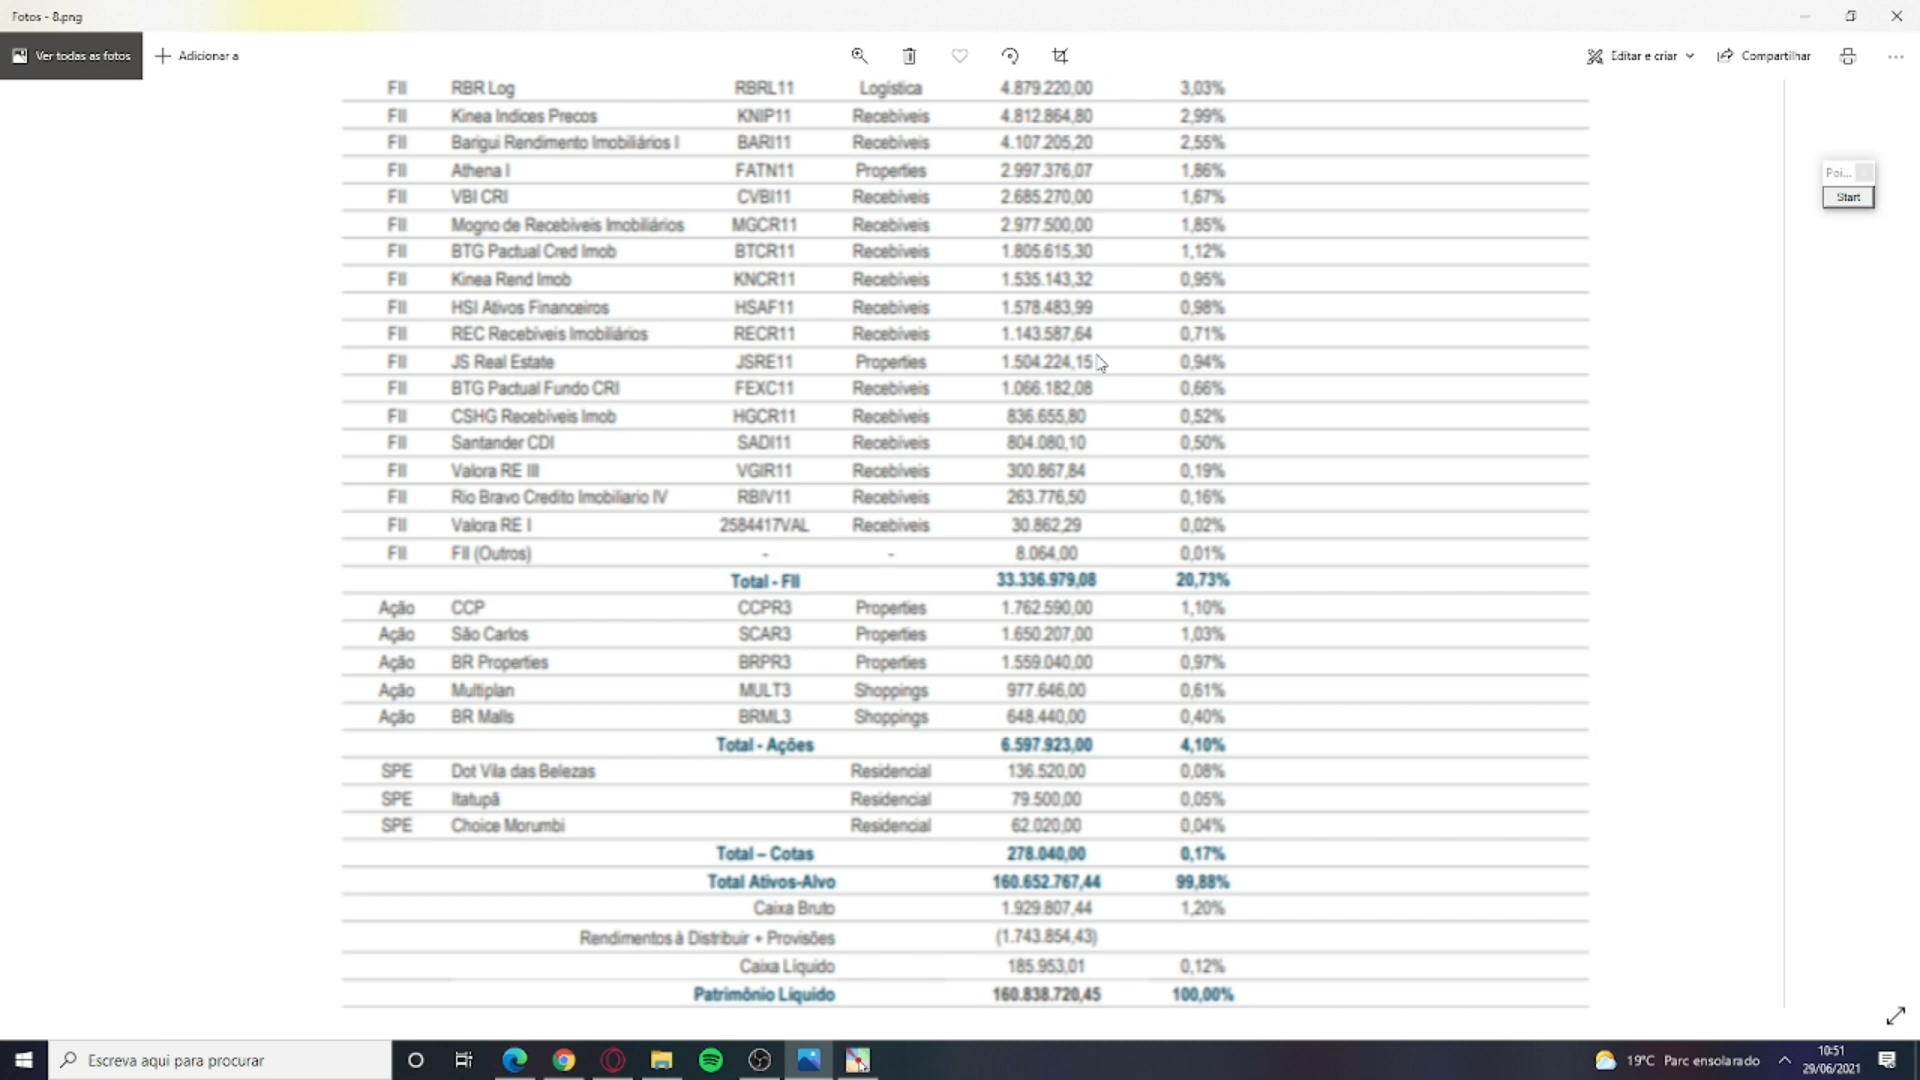 Fotos - 8.png
Ver todas as fotos
Adicionar a
Editar e criar
Compartilhar
FII RBR Log RBRL11 Logística 4.879.220,00 3,03%
FII Kinea Indices Precos KNIP11 Recebíveis 4.812.864,80 2,99%
FII Barigui Rendimento Imobiliários I BARI11 Recebíveis 4.107.205,20 2,55%
FII Athena I FATN11 Properties 2.997.376,07 1,86%
FII VBI CRI CVBI11 Recebíveis 2.685.270,00 1,67%
FII Mogno de Recebíveis Imobiliários MGCR11 Recebíveis 2.977.500,00 1,85%
FII BTG Pactual Cred Imob BTCR11 Recebíveis 1.805.615,30 1,12%
FII Kinea Rend Imob KNCR11 Recebíveis 1.535.143,32 0,95%
FII HSI Ativos Financeiros HSAF11 Recebíveis 1.578.483,99 0,98%
FII REC Recebíveis Imobiliários RECR11 Recebíveis 1.143.587,64 0,71%
FII JS Real Estate JSRE11 Properties 1.504.224,15 0,94%
FII BTG Pactual Fundo CRI FEXC11 Recebíveis 1.066.182,08 0,66%
FII CSHG Recebíveis Imob HGCR11 Recebíveis 836.655,80 0,52%
FII Santander CDI SADI11 Recebíveis 804.080,10 0,50%
FII Valora RE III VGIR11 Recebíveis 300.867,84 0,19%
FII Rio Bravo Credito Imobiliario IV RBIV11 Recebíveis 263.776,50 0,16%
FII Valora RE I 2584417VAL Recebíveis 30.862,29 0,02%
FII FII (Outros) - - 8.064,00 0,01%
Total - FII 33.336.979,08 20,73%
Ação CCP CCPR3 Properties 1.762.590,00 1,10%
Ação São Carlos SCAR3 Properties 1.650.207,00 1,03%
Ação BR Properties BRPR3 Properties 1.559.040,00 0,97%
Ação Multiplan MULT3 Shoppings 977.646,00 0,61%
Ação BR Malls BRML3 Shoppings 648.440,00 0,40%
Total - Ações 6.597.923,00 4,10%
SPE Dot Vila das Belezas Residencial 136.520,00 0,08%
SPE Itatupã Residencial 79.500,00 0,05%
SPE Choice Morumbi Residencial 62.020,00 0,04%
Total – Cotas 278.040,00 0,17%
Total Ativos-Alvo 160.652.767,44 99,88%
Caixa Bruto 1.929.807,44 1,20%
Rendimentos à Distribuir + Provisões (1.743.854,43)
Caixa Líquido 185.953,01 0,12%
Patrimônio Líquido 160.838.720,45 100,00%
Poi...
Start
Escreva aqui para procurar
19°C Parc ensolarado
10:51
29/06/2021